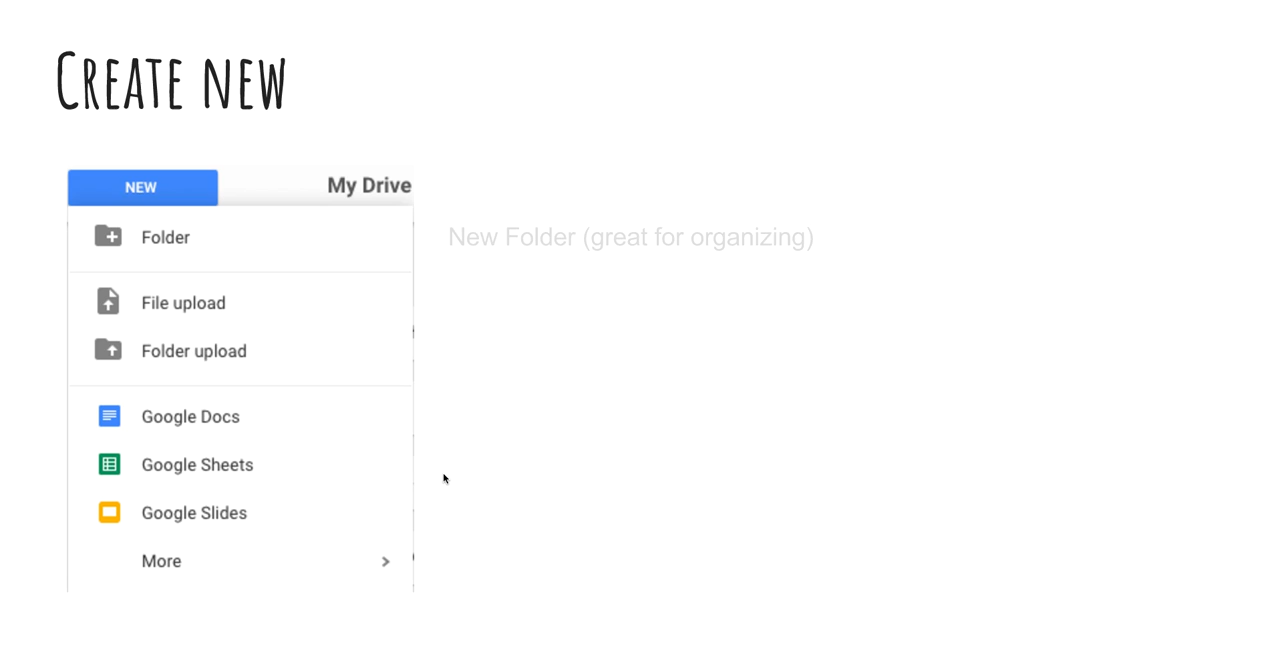 Create new
NEW
My Drive
Folder
New Folder (great for organizing)
File upload
Folder upload
Google Docs
Google Sheets
Google Slides
More